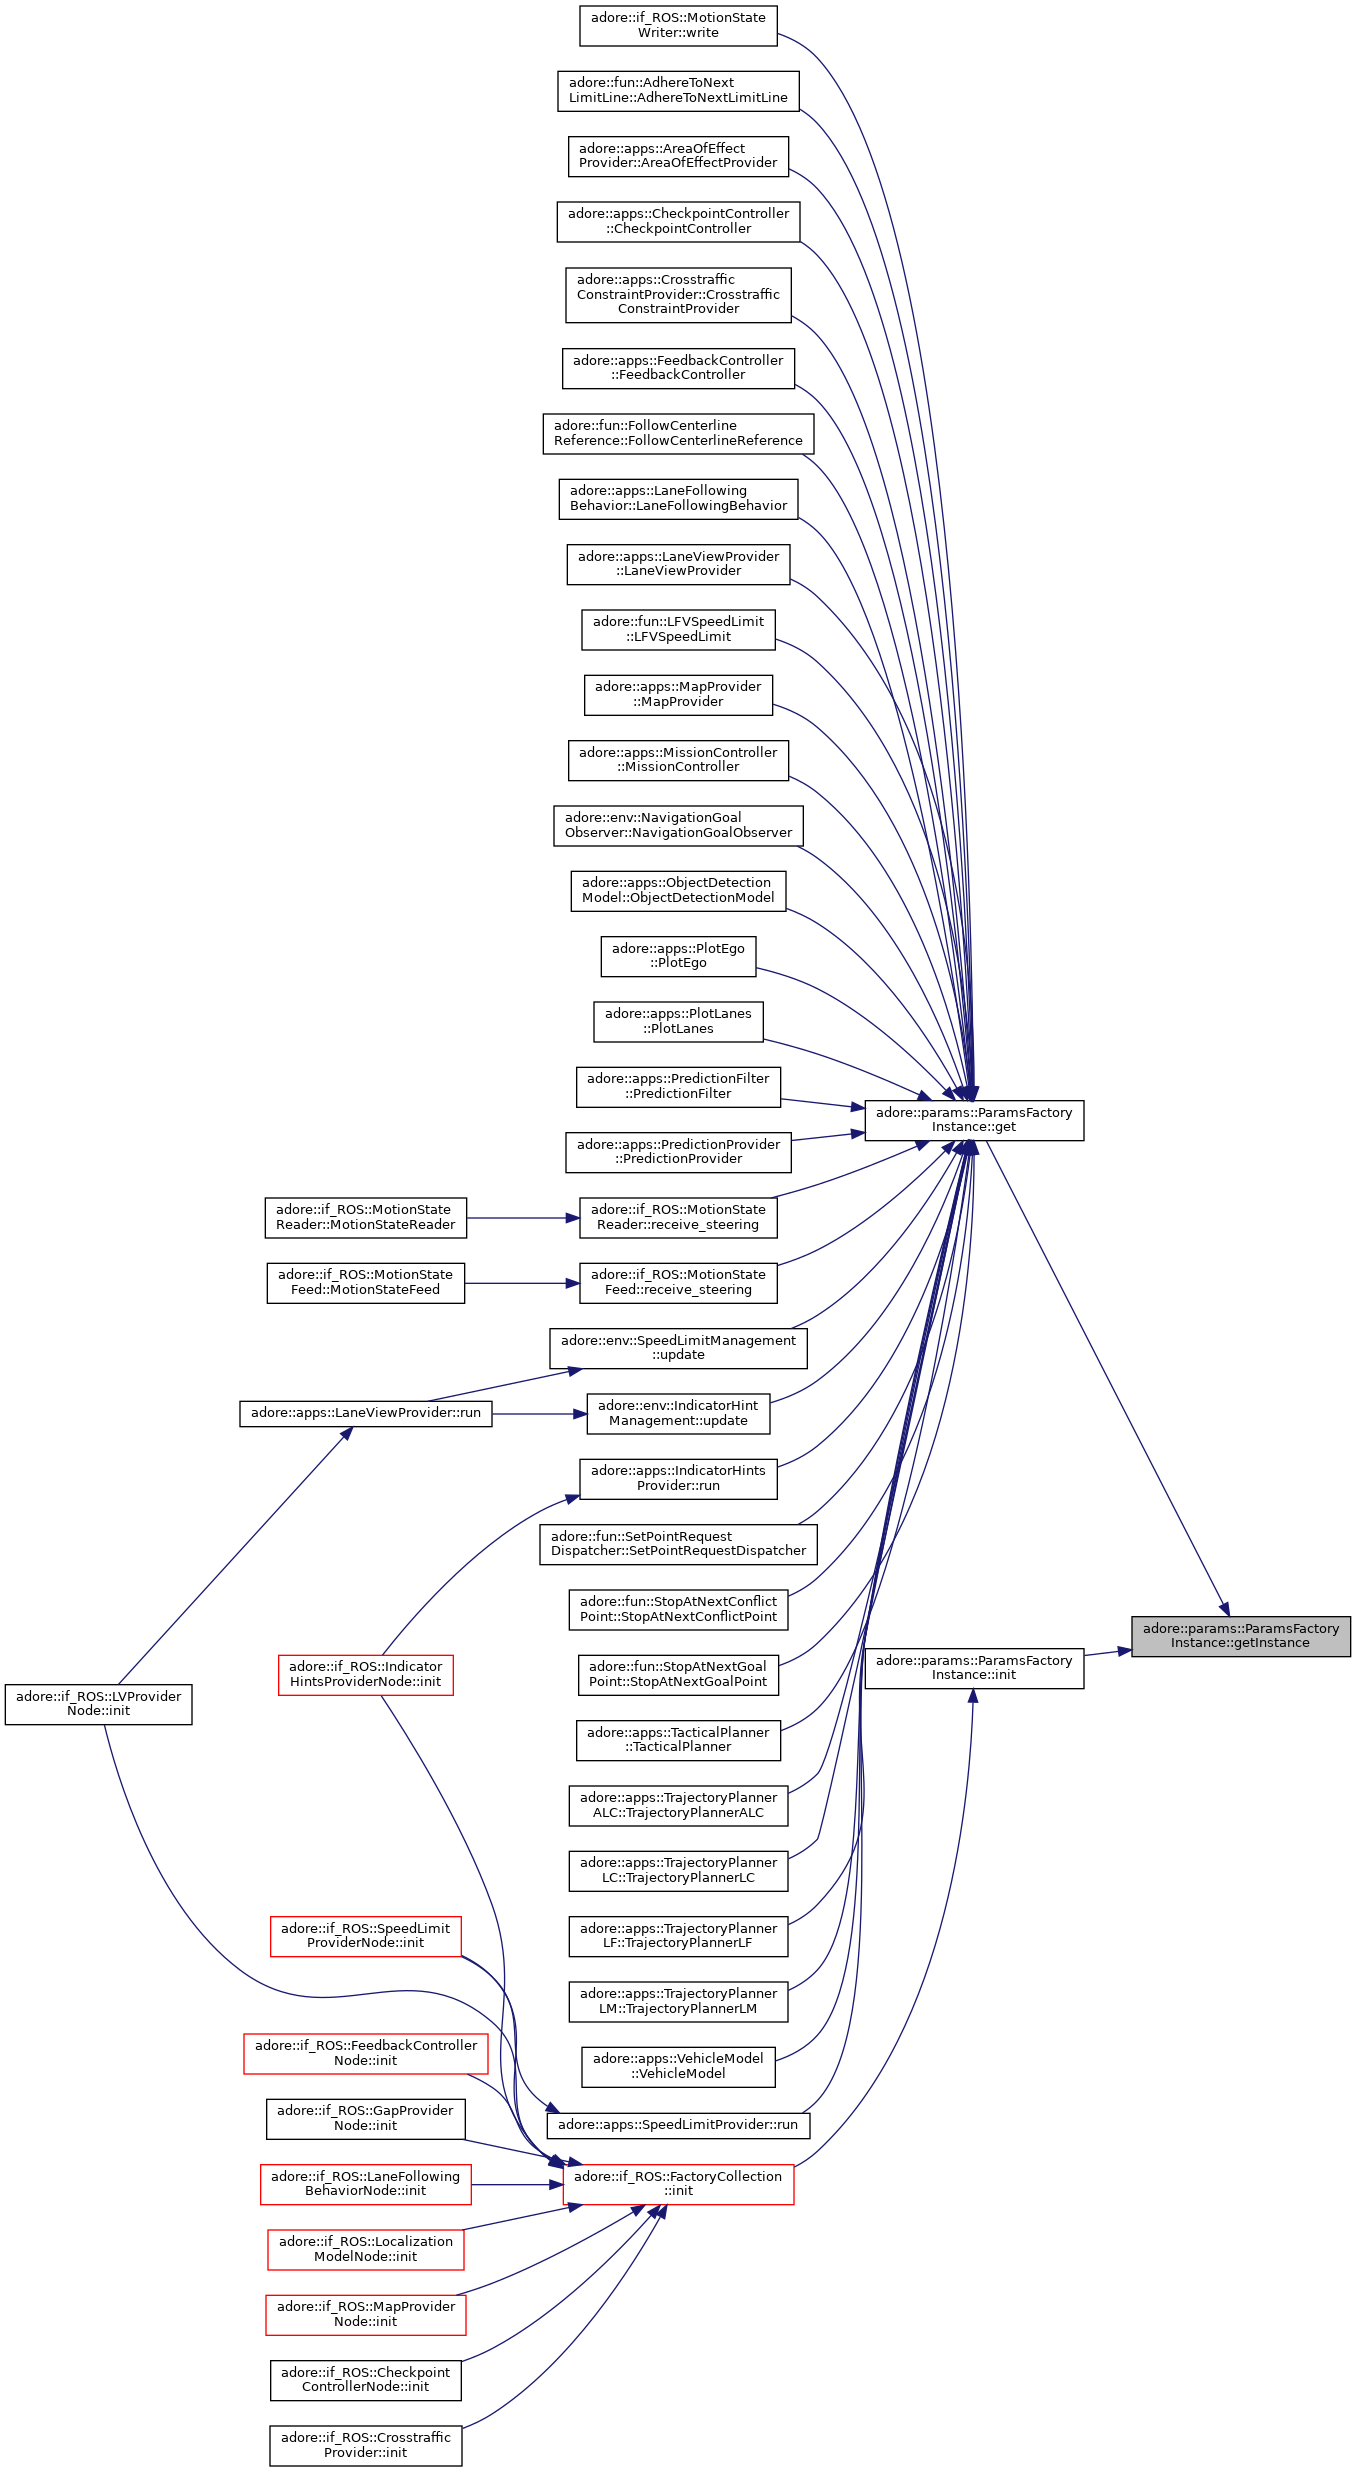 adore::if_ROS::MotionState
Writer::write
adore::fun::AdhereToNext
LimitLine::AdhereToNextLimitLine
adore::apps::AreaOfEffect
Provider::AreaOfEffectProvider
adore::apps::CheckpointController
::CheckpointController
adore::apps::Crosstraffic
ConstraintProvider::Crosstraffic
ConstraintProvider
adore::apps::FeedbackController
::FeedbackController
adore::fun::FollowCenterline
Reference::FollowCenterlineReference
adore::apps::LaneFollowing
Behavior::LaneFollowingBehavior
adore::apps::LaneViewProvider
::LaneViewProvider
adore::fun::LFVSpeedLimit
::LFVSpeedLimit
adore::apps::MapProvider
::MapProvider
adore::apps::MissionController
::MissionController
adore::env::NavigationGoal
Observer::NavigationGoalObserver
adore::apps::ObjectDetection
Model::ObjectDetectionModel
adore::apps::PlotEgo
::PlotEgo
adore::apps::PlotLanes
::PlotLanes
adore::apps::PredictionFilter
::PredictionFilter
adore::params::ParamsFactory
Instance::get
adore::apps::PredictionProvider
::PredictionProvider
adore::if_ROS::MotionState
Reader::MotionStateReader
adore::if_ROS::MotionState
Reader::receive_steering
adore::if_ROS::MotionState
Feed::MotionStateFeed
adore::if_ROS::MotionState
Feed::receive_steering
adore::env::SpeedLimitManagement
::update
adore::apps::LaneViewProvider::run
adore::env::IndicatorHint
Management::update
adore::apps::IndicatorHints
Provider::run
adore::fun::SetPointRequest
Dispatcher::SetPointRequestDispatcher
adore::fun::StopAtNextConflict
Point::StopAtNextConflictPoint
adore::params::ParamsFactory
Instance::getInstance
adore::if_ROS::Indicator
HintsProviderNode::init
adore::fun::StopAtNextGoal
Point::StopAtNextGoalPoint
adore::params::ParamsFactory
Instance::init
adore::if_ROS::LVProvider
Node::init
adore::apps::TacticalPlanner
::TacticalPlanner
adore::apps::TrajectoryPlanner
ALC::TrajectoryPlannerALC
adore::apps::TrajectoryPlanner
LC::TrajectoryPlannerLC
adore::if_ROS::SpeedLimit
ProviderNode::init
adore::apps::TrajectoryPlanner
LF::TrajectoryPlannerLF
adore::apps::TrajectoryPlanner
LM::TrajectoryPlannerLM
adore::if_ROS::FeedbackController
Node::init
adore::apps::VehicleModel
::VehicleModel
adore::if_ROS::GapProvider
Node::init
adore::apps::SpeedLimitProvider::run
adore::if_ROS::LaneFollowing
BehaviorNode::init
adore::if_ROS::FactoryCollection
::init
adore::if_ROS::Localization
ModelNode::init
adore::if_ROS::MapProvider
Node::init
adore::if_ROS::Checkpoint
ControllerNode::init
adore::if_ROS::Crosstraffic
Provider::init